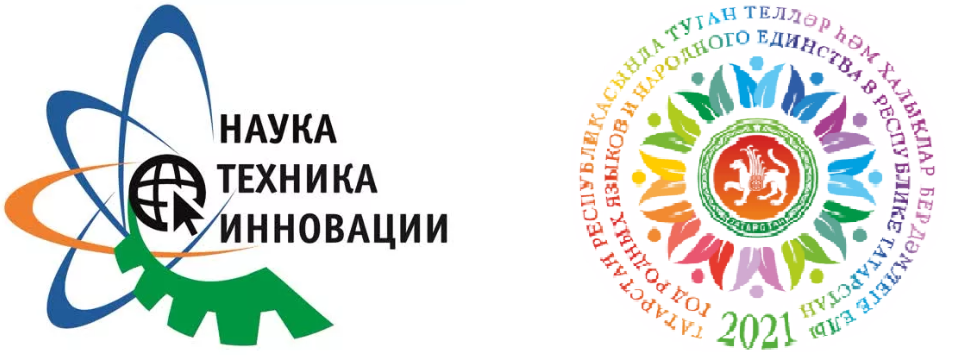 НАУКА
ТЕХНИКА
ИННОВАЦИИ
ТАТАРСТАН РЕСПУБЛИКАСЫНДА ТУГАН ТЕЛЛӘР ҺӘМ ХАЛЫКЛАР БЕРДӘМЛЕГЕ ЕЛЫ
ГОД РОДНЫХ ЯЗЫКОВ И НАРОДНОГО ЕДИНСТВА В РЕСПУБЛИКЕ ТАТАРСТАН
ТАТАРСТАН
2021